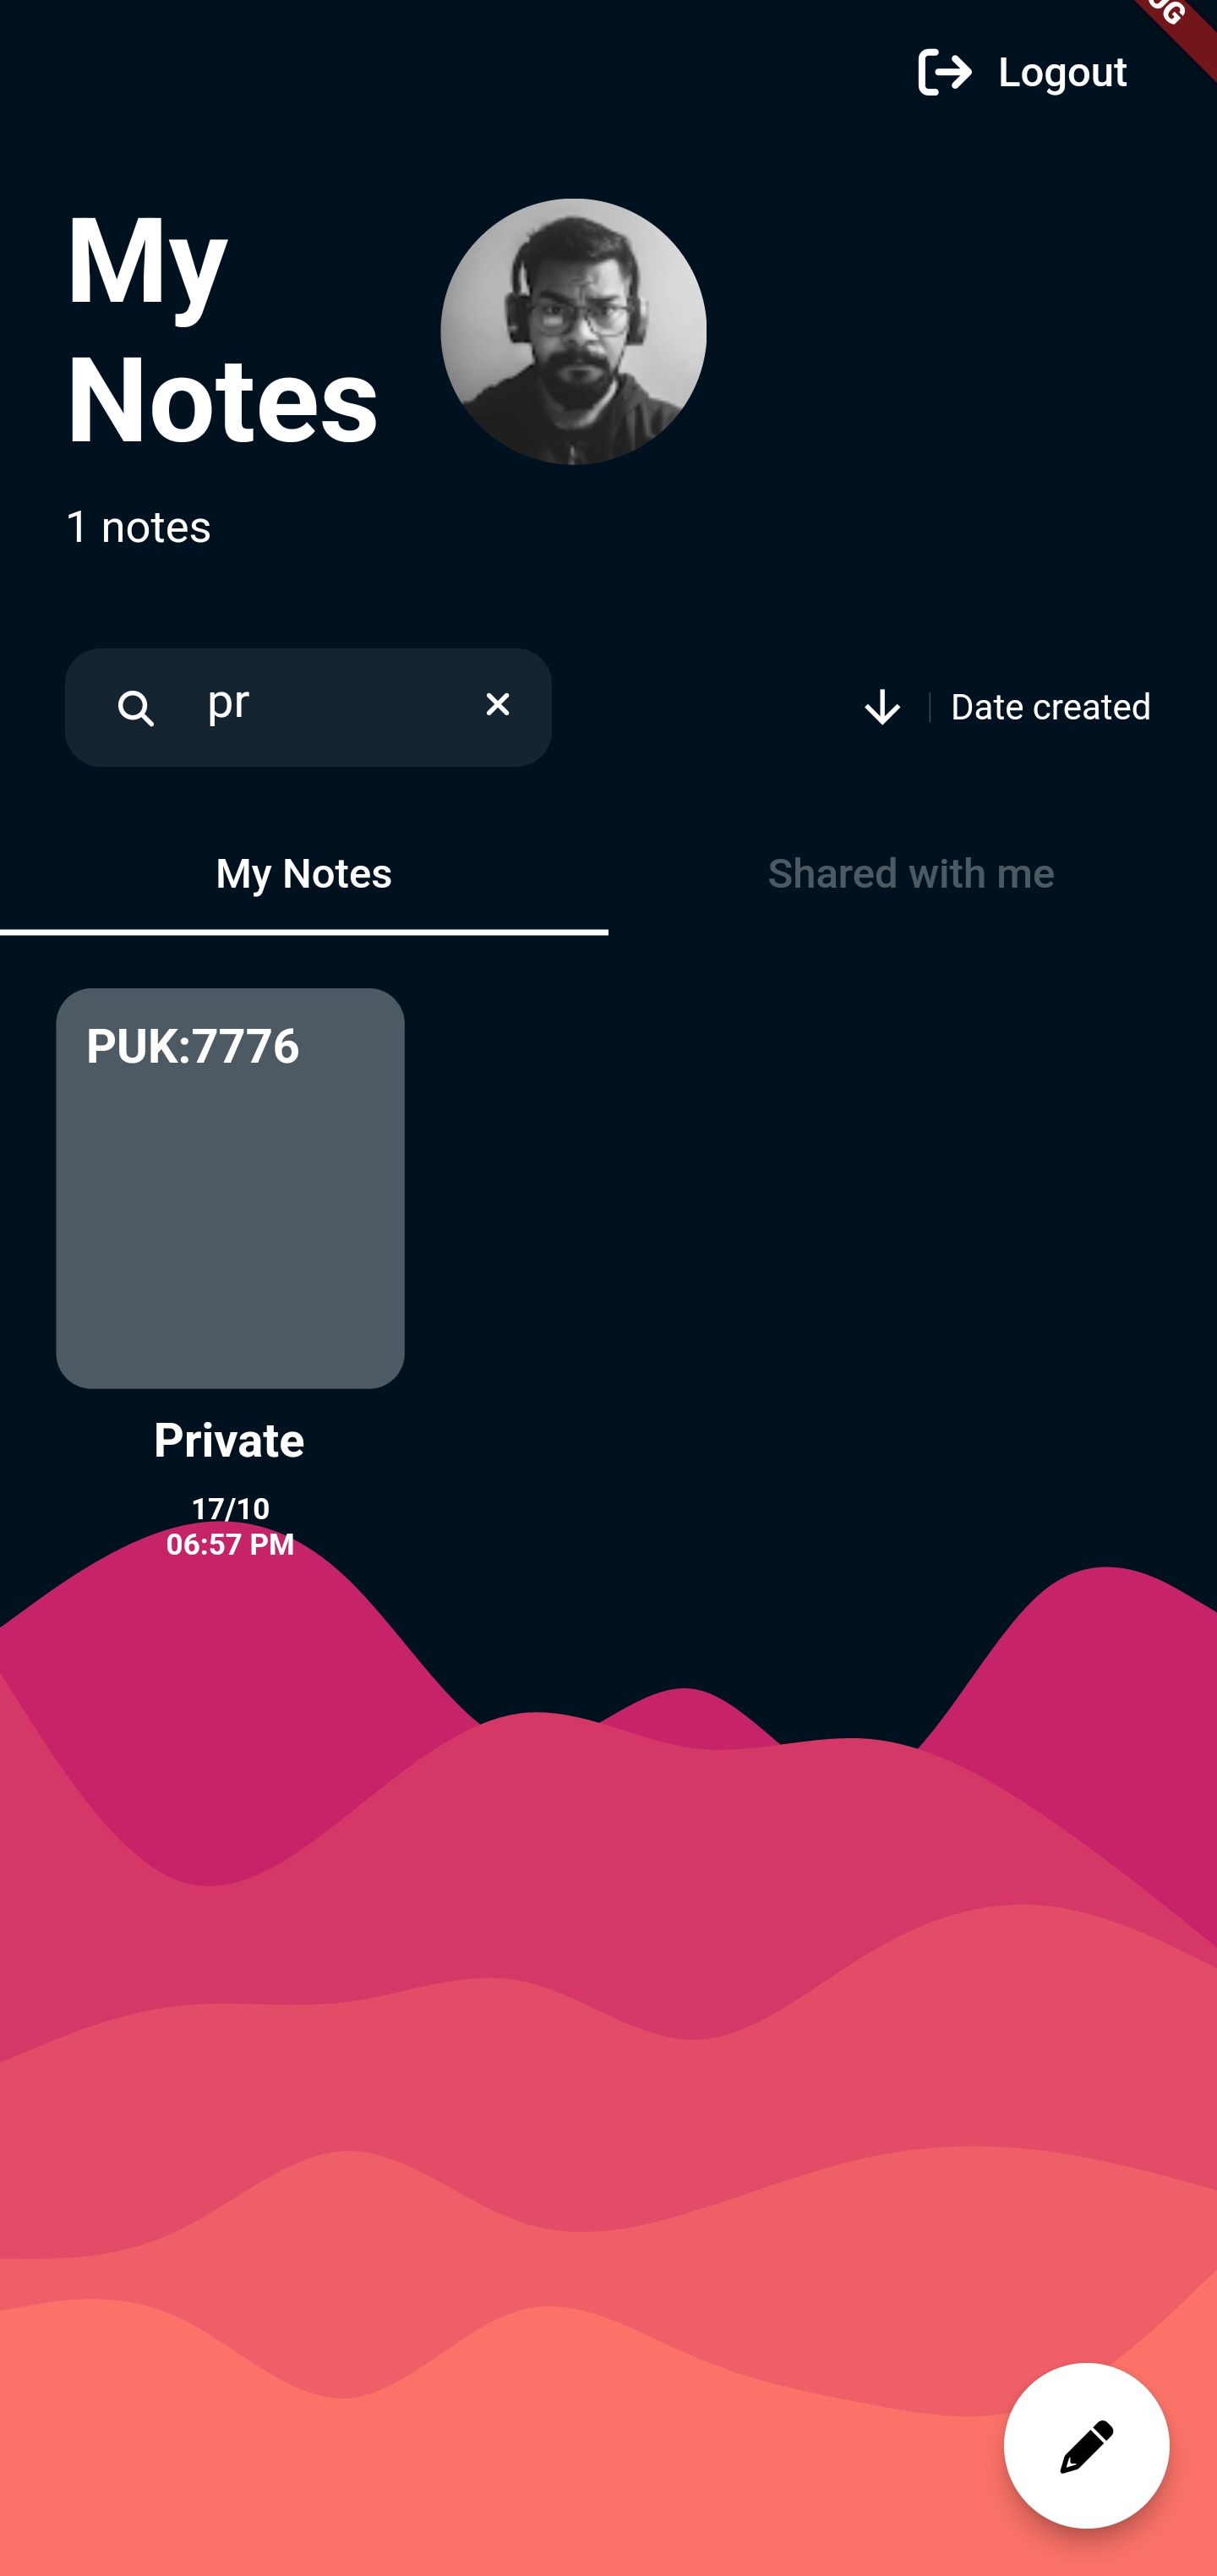 Logout
My
Notes
1 notes
pr
Date created
My Notes
Shared with me
PUK:7776
Private
17/10
06:57 PM